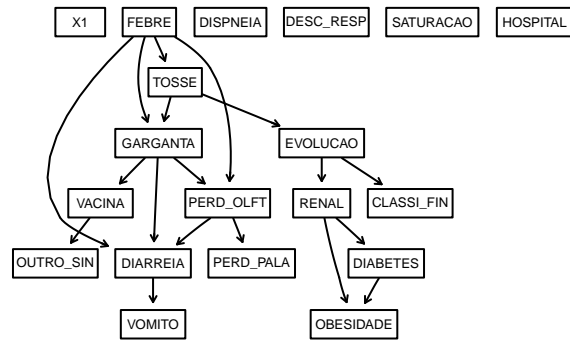 X1 FEBRE DISPNEIA DESC_RESP SATURACAO HOSPITAL
TOSSE
GARGANTA EVOLUCAO
VACINA PERD_OLFT RENAL CLASSI_FIN
OUTRO_SIN DIARREIA PERD_PALA DIABETES
VOMITO OBESIDADE